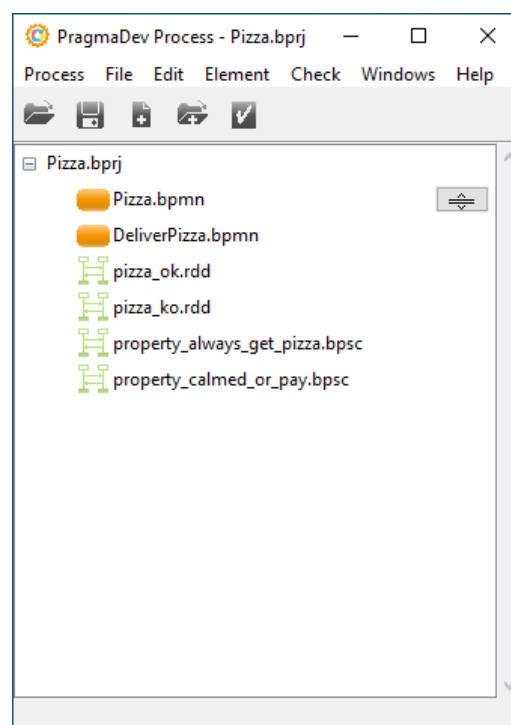 PragmaDev Process - Pizza.bprj
Process File Edit Element Check Windows Help
Pizza.bprj
Pizza.bpmn
DeliverPizza.bpmn
pizza_ok.rdd
pizza_ko.rdd
property_always_get_pizza.bpsc
property_calmed_or_pay.bpsc